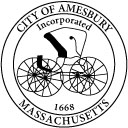 CITY OF AMESBURY
Incorporated
1668
MASSACHUSETTS